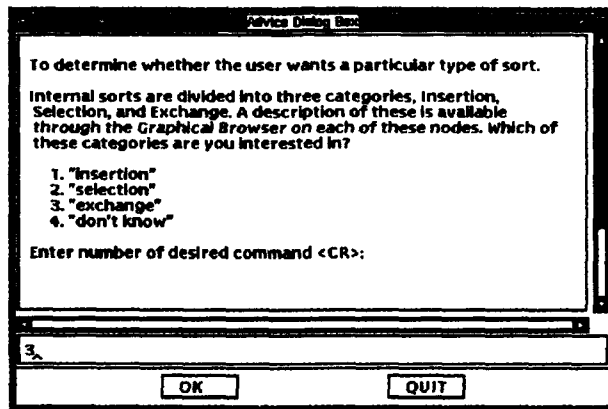 Advice Dialog Box
To determine whether the user wants a particular type of sort.
Internal sorts are divided into three categories, Insertion,
Selection, and Exchange. A description of these is available
through the Graphical Browser on each of these nodes. Which of
these categories are you interested in?
1. "insertion"
2. "selection"
3. "exchange"
4. "don't know"
Enter number of desired command <CR>:
3
OK QUIT